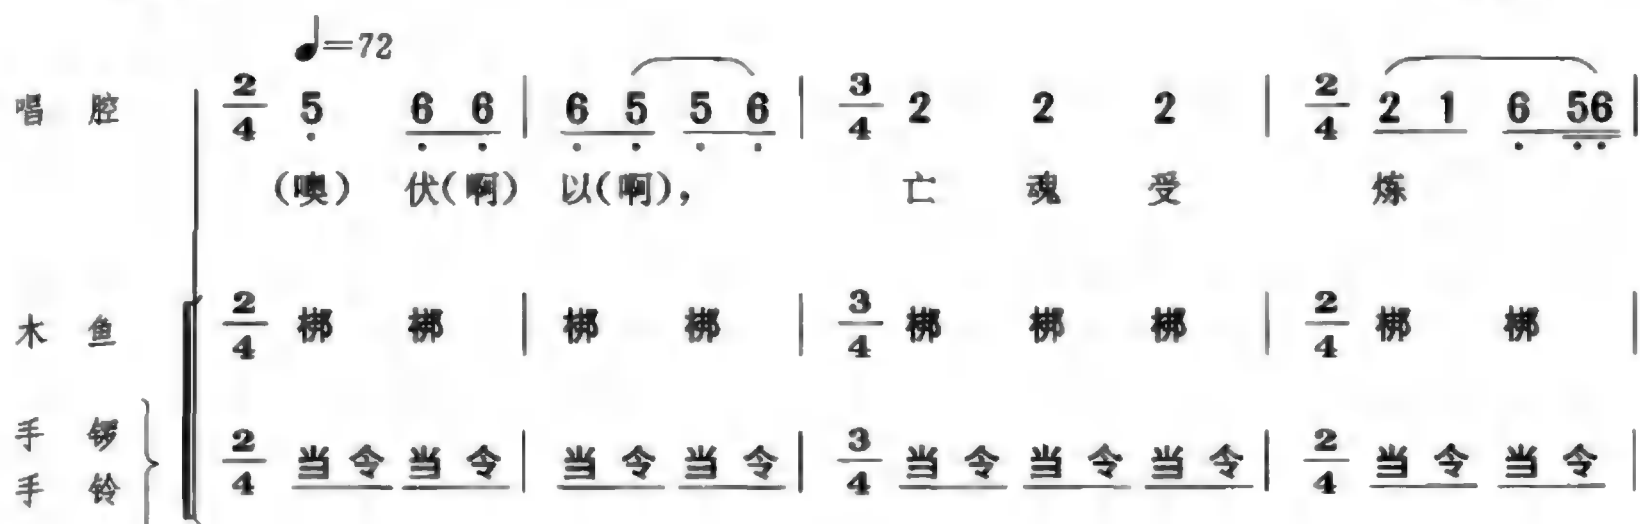 ♩=72
唱腔 2/4 5 6 6 | 6 5 5 6 | 3/4 2 2 2 | 2/4 2 1 6 56 |
(噢) 伏(啊) 以(啊), 亡 魂 受 炼
木鱼 2/4 梆 梆 | 梆 梆 | 3/4 梆 梆 梆 | 2/4 梆 梆 |
手锣
手铃 2/4 当令 当令 | 当令 当令 | 3/4 当令 当令 当令 | 2/4 当令 当令 |